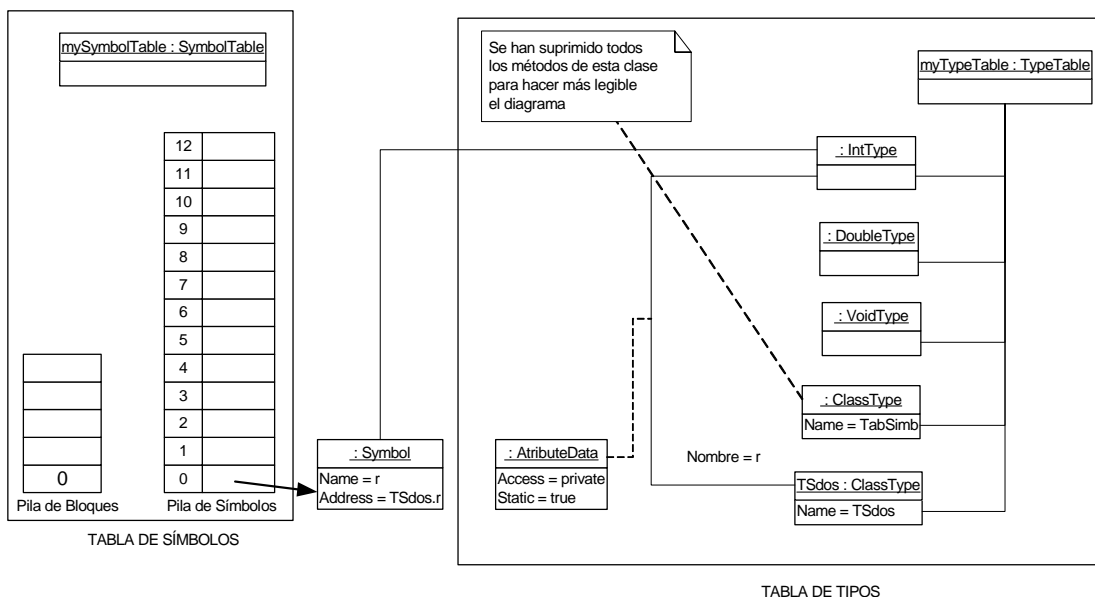 mySymbolTable : SymbolTable
12
11
10
9
8
7
6
5
4
3
2
1
0
0
Pila de Bloques
Pila de Símbolos
TABLA DE SÍMBOLOS
: Symbol
Name = r
Address = TSdos.r
Se han suprimido todos
los métodos de esta clase
para hacer más legible
el diagrama
myTypeTable : TypeTable
: IntType
: DoubleType
: VoidType
: ClassType
Name = TabSimb
: AtributeData
Access = private
Static = true
Nombre = r
TSdos : ClassType
Name = TSdos
TABLA DE TIPOS